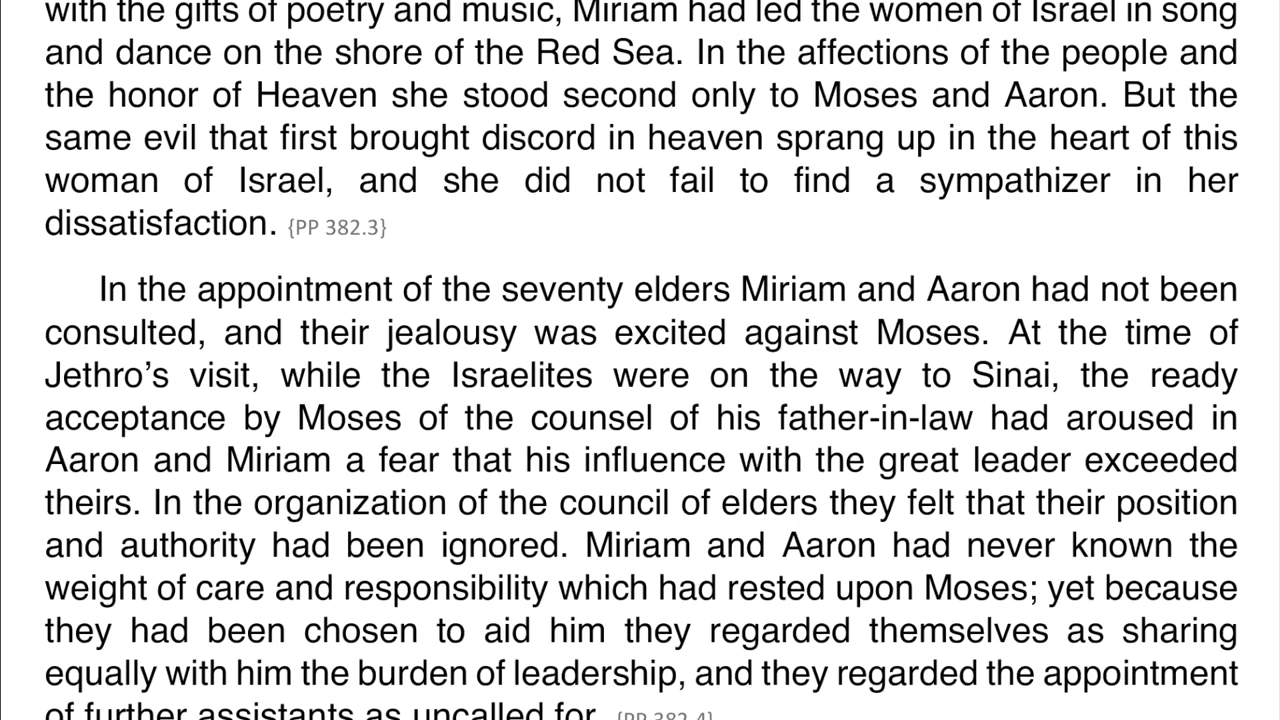 with the gifts of poetry and music, Miriam had led the women of Israel in song
and dance on the shore of the Red Sea. In the affections of the people and
the honor of Heaven she stood second only to Moses and Aaron. But the
same evil that first brought discord in heaven sprang up in the heart of this
woman of Israel, and she did not fail to find a sympathizer in her
dissatisfaction. {PP 382.3}
In the appointment of the seventy elders Miriam and Aaron had not been
consulted, and their jealousy was excited against Moses. At the time of
Jethro’s visit, while the Israelites were on the way to Sinai, the ready
acceptance by Moses of the counsel of his father-in-law had aroused in
Aaron and Miriam a fear that his influence with the great leader exceeded
theirs. In the organization of the council of elders they felt that their position
and authority had been ignored. Miriam and Aaron had never known the
weight of care and responsibility which had rested upon Moses; yet because
they had been chosen to aid him they regarded themselves as sharing
equally with him the burden of leadership, and they regarded the appointment
of further assistants as uncalled for. {PP 382.4}